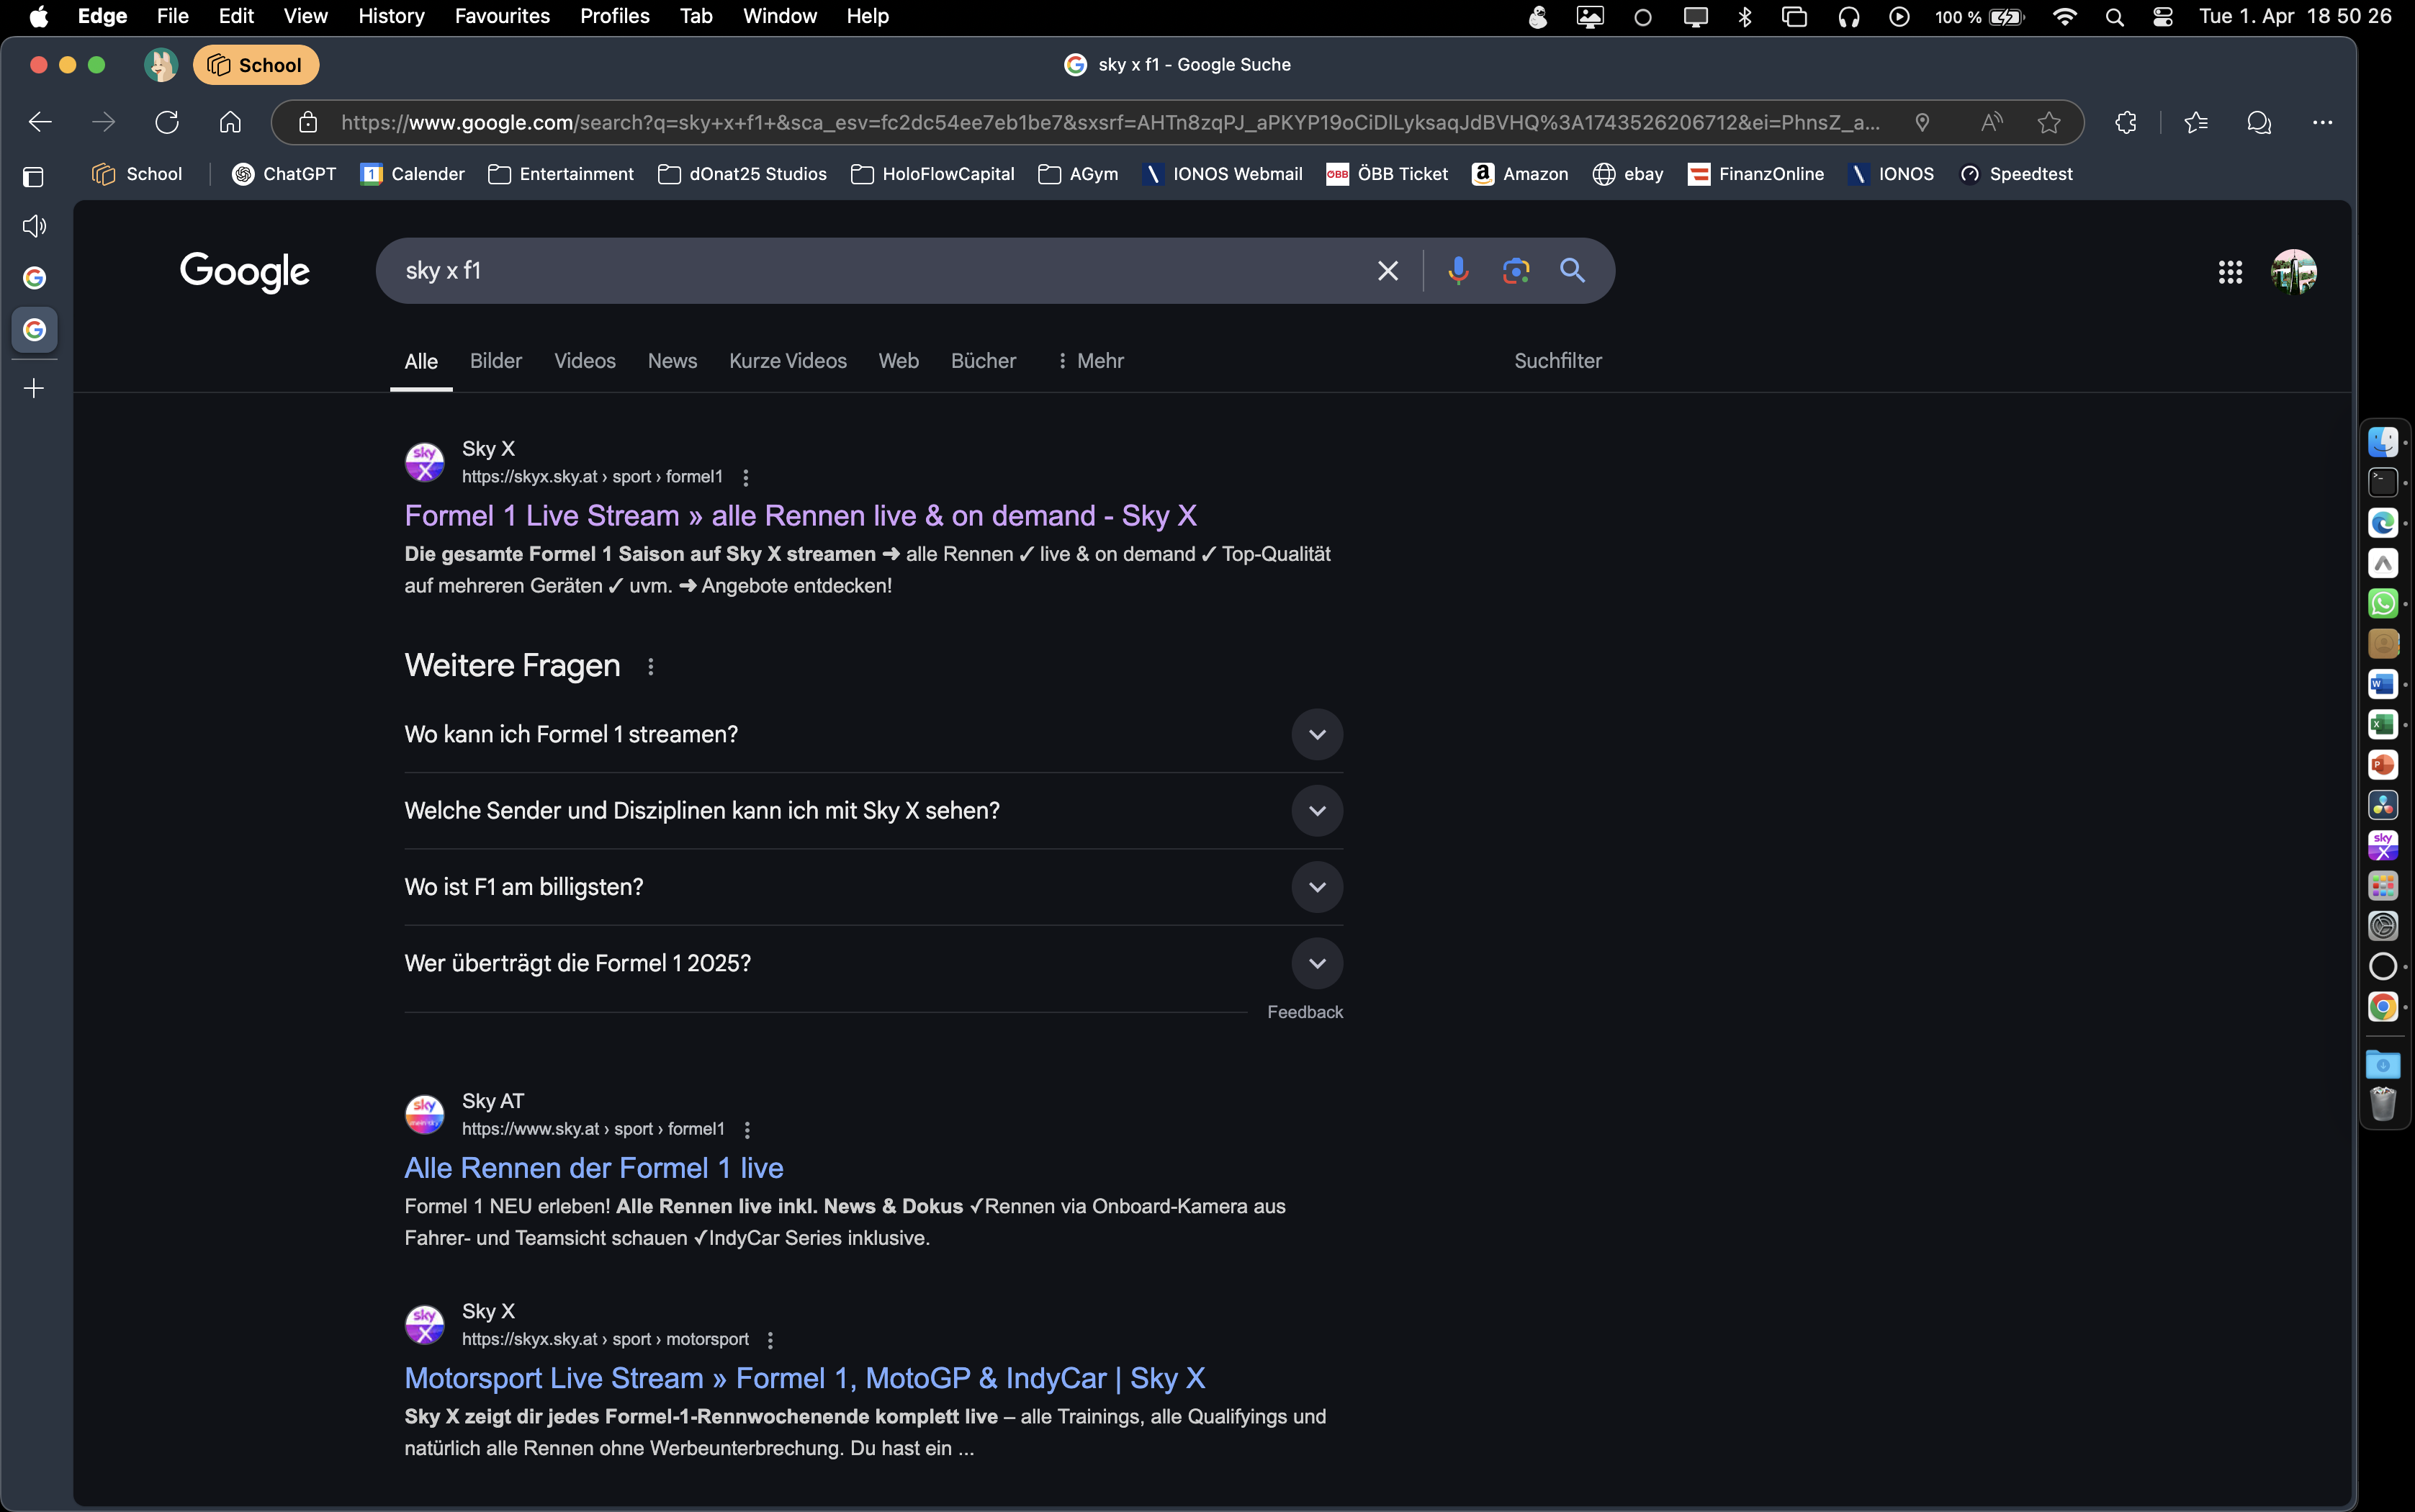 Edge File Edit View History Favourites Profiles Tab Window Help 100 % Tue 1. Apr 18 50 26
School
sky x f1 - Google Suche
https://www.google.com/search?q=sky+x+f1+&sca_esv=fc2dc54ee7eb1be7&sxsrf=AHTn8zqPJ_aPKYP19oCiDlLyksaqJdBVHQ%3A1743526206712&ei=PhnsZ_a...
School ChatGPT Calender Entertainment dOnat25 Studios HoloFlowCapital AGym IONOS Webmail ÖBB Ticket Amazon ebay FinanzOnline IONOS Speedtest
Google
sky x f1
Alle Bilder Videos News Kurze Videos Web Bücher Mehr Suchfilter
Sky X
https://skyx.sky.at › sport › formel1
Formel 1 Live Stream » alle Rennen live & on demand - Sky X
Die gesamte Formel 1 Saison auf Sky X streamen ➜ alle Rennen ✓ live & on demand ✓ Top-Qualität
auf mehreren Geräten ✓ uvm. ➜ Angebote entdecken!
Weitere Fragen
Wo kann ich Formel 1 streamen?
Welche Sender und Disziplinen kann ich mit Sky X sehen?
Wo ist F1 am billigsten?
Wer überträgt die Formel 1 2025?
Feedback
Sky AT
https://www.sky.at › sport › formel1
Alle Rennen der Formel 1 live
Formel 1 NEU erleben! Alle Rennen live inkl. News & Dokus ✓Rennen via Onboard-Kamera aus
Fahrer- und Teamsicht schauen ✓IndyCar Series inklusive.
Sky X
https://skyx.sky.at › sport › motorsport
Motorsport Live Stream » Formel 1, MotoGP & IndyCar | Sky X
Sky X zeigt dir jedes Formel-1-Rennwochenende komplett live – alle Trainings, alle Qualifyings und
natürlich alle Rennen ohne Werbeunterbrechung. Du hast ein ...